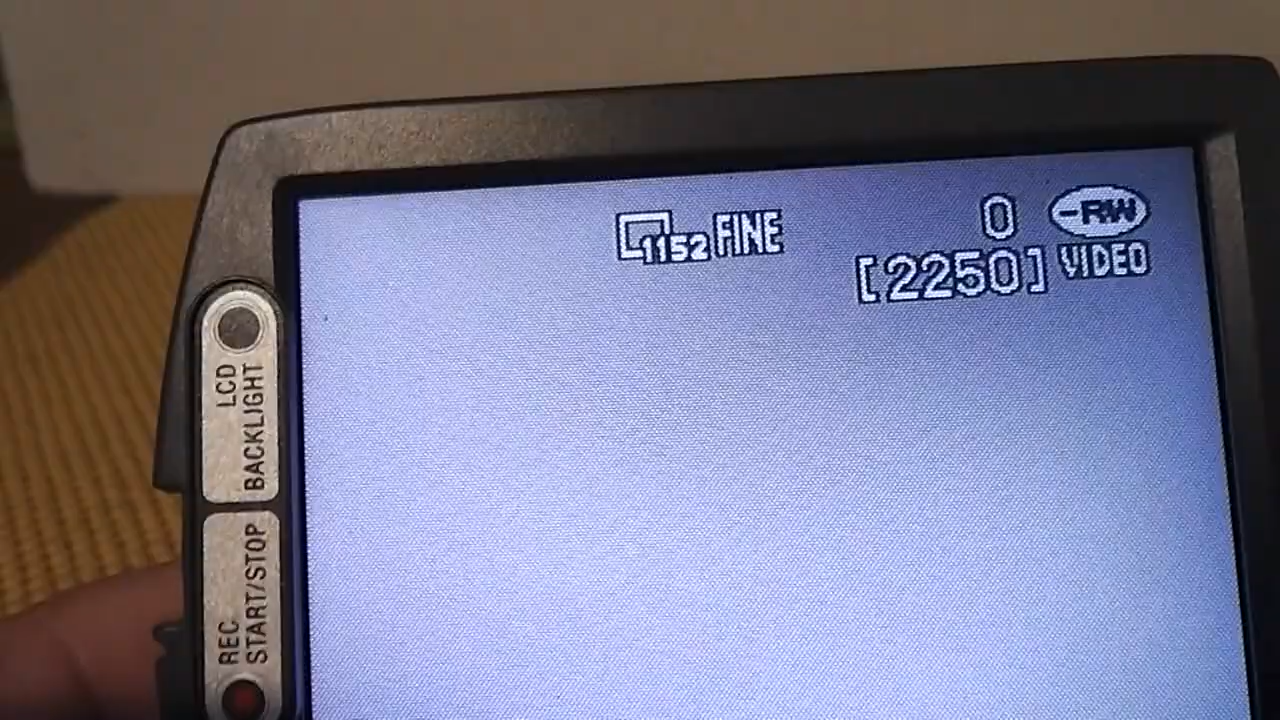 1152 FINE
0 -RW
[2250] VIDEO
LCD
BACKLIGHT
REC
START/STOP